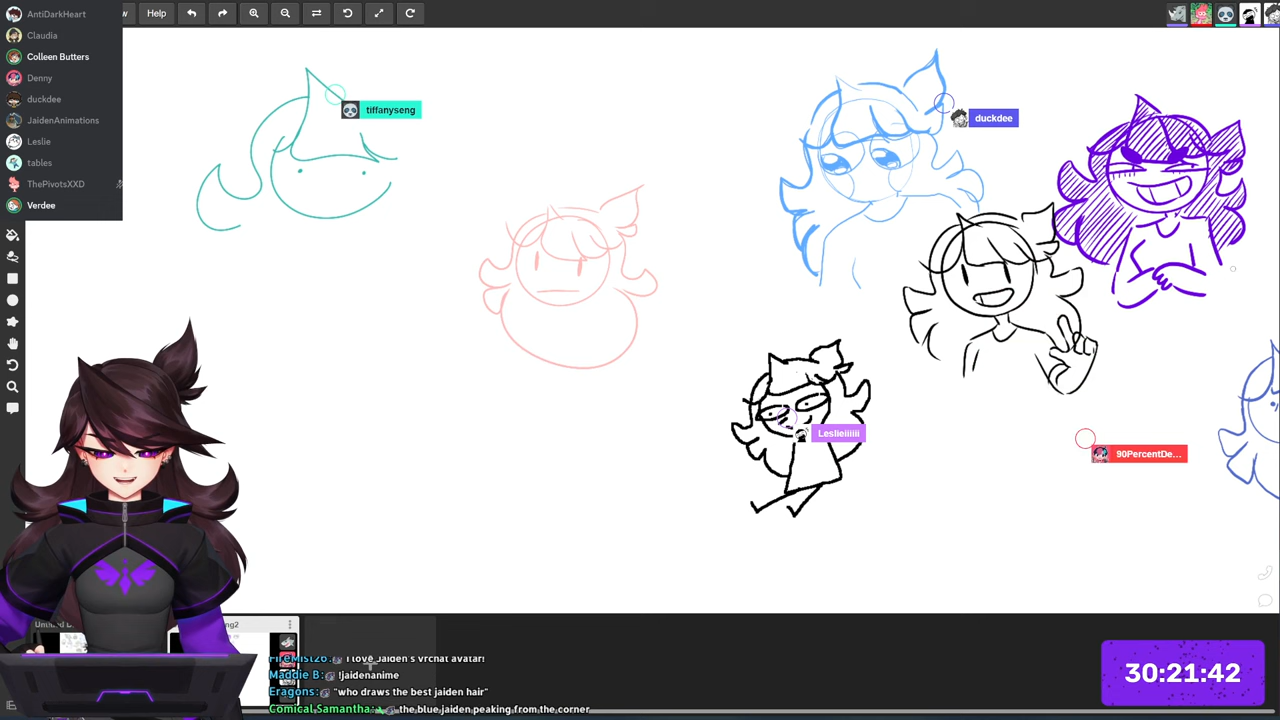 AntiDarkHeart
Claudia
Colleen Butters
Denny
duckdee
JaidenAnimations
Leslie
tables
ThePivotsXXD
Verdee
Help
tiffanyseng
duckdee
Leslieiiiiii
90PercentDe...
FireMist26: I love Jaiden's vrchat avatar!
Maddie B: !jaidenanime
Eragons: "who draws the best jaiden hair"
Comical Samantha: the blue jaiden peaking from the corner
30:21:42